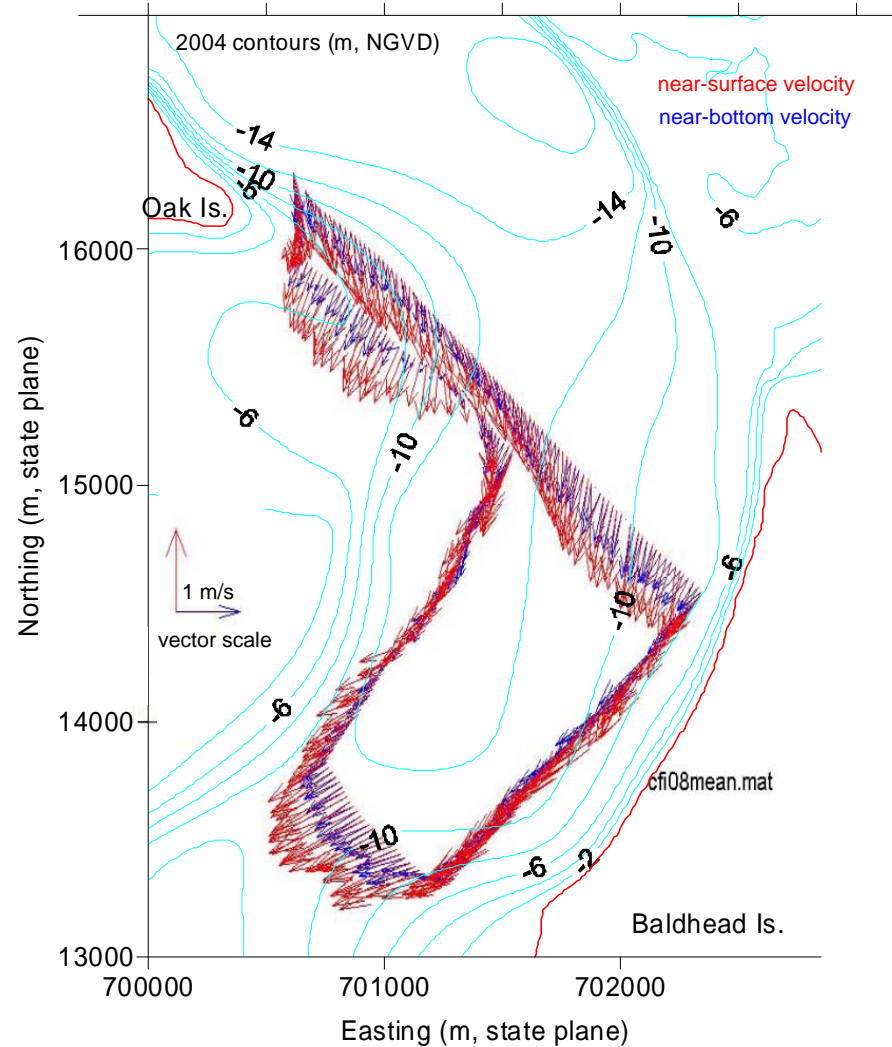 2004 contours (m, NGVD)
near-surface velocity
near-bottom velocity
-14
-10
-6
Oak Is.
-14
-6
-10
16000
-6
-10
15000
Northing (m, state plane)
1 m/s
vector scale
-6
-10
-6
14000
cfi08mean.mat
-10
-6
-2
Baldhead Is.
13000
700000
701000
702000
Easting (m, state plane)